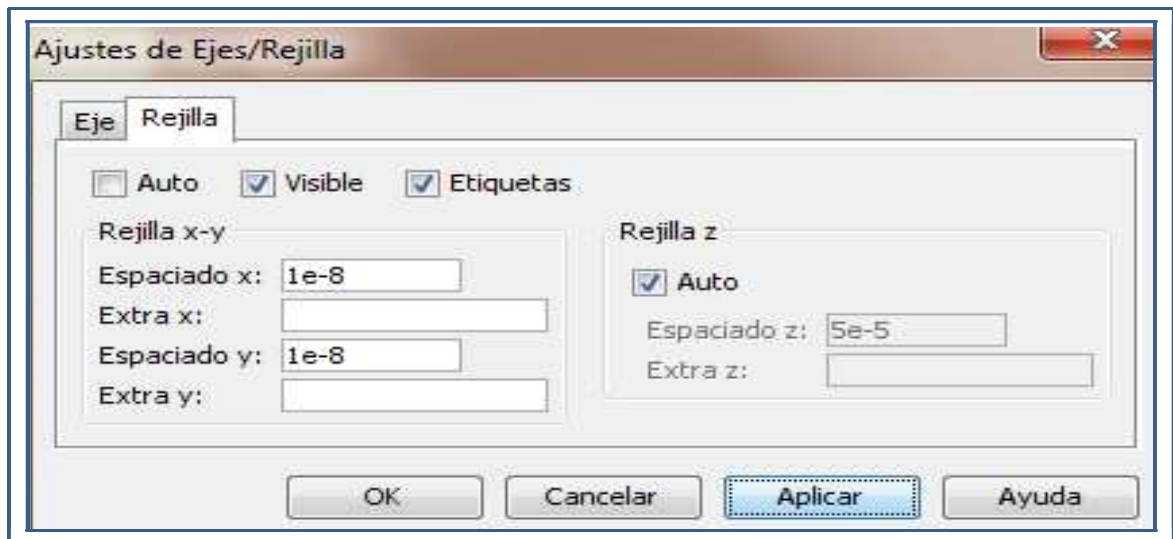 Ajustes de Ejes/Rejilla
Eje Rejilla
Auto Visible Etiquetas
Rejilla x-y
Espaciado x: 1e-8
Extra x:
Espaciado y: 1e-8
Extra y:
Rejilla z
Auto
Espaciado z: 5e-5
Extra z:
OK Cancelar Aplicar Ayuda